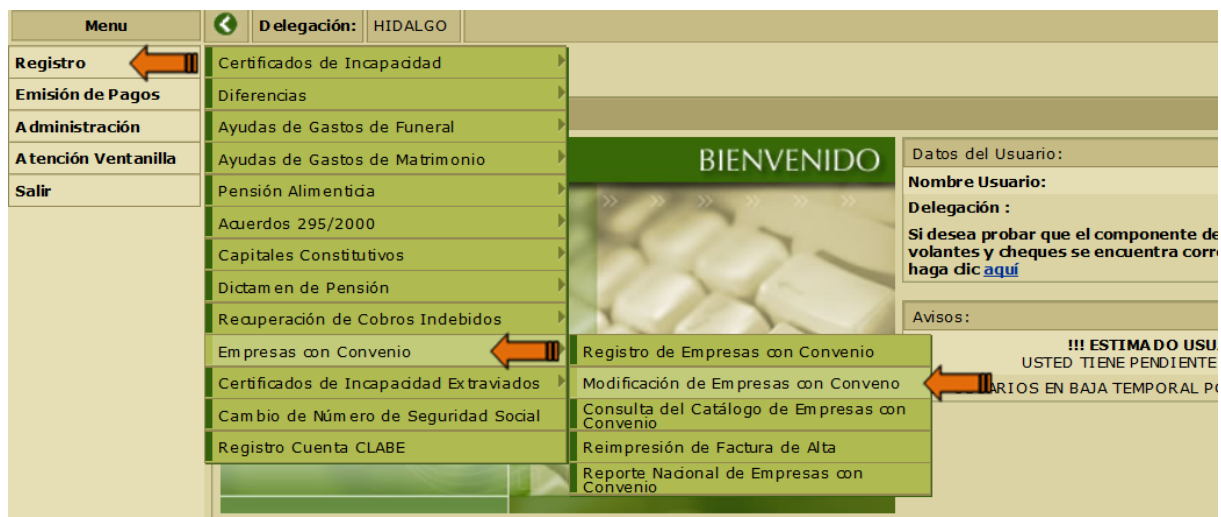 Menu
Delegación: HIDALGO
Registro
Emisión de Pagos
Administración
Atención Ventanilla
Salir
Certificados de Incapacidad
Diferencias
Ayudas de Gastos de Funeral
Ayudas de Gastos de Matrimonio
Pensión Alimenticia
Acuerdos 295/2000
Capitales Constitutivos
Dictamen de Pensión
Recuperación de Cobros Indebidos
Empresas con Convenio
Certificados de Incapacidad Extraviados
Cambio de Número de Seguridad Social
Registro Cuenta CLABE
Registro de Empresas con Convenio
Modificación de Empresas con Conveno
Consulta del Catálogo de Empresas con
Convenio
Reimpresión de Factura de Alta
Reporte Nacional de Empresas con
Convenio
BIENVENIDO
Datos del Usuario:
Nombre Usuario:
Delegación :
Si desea probar que el componente de
volantes y cheques se encuentra corr
haga clic aquí
Avisos:
!!! ESTIMADO USU
USTED TIENE PENDIENTE
RIOS EN BAJA TEMPORAL PO